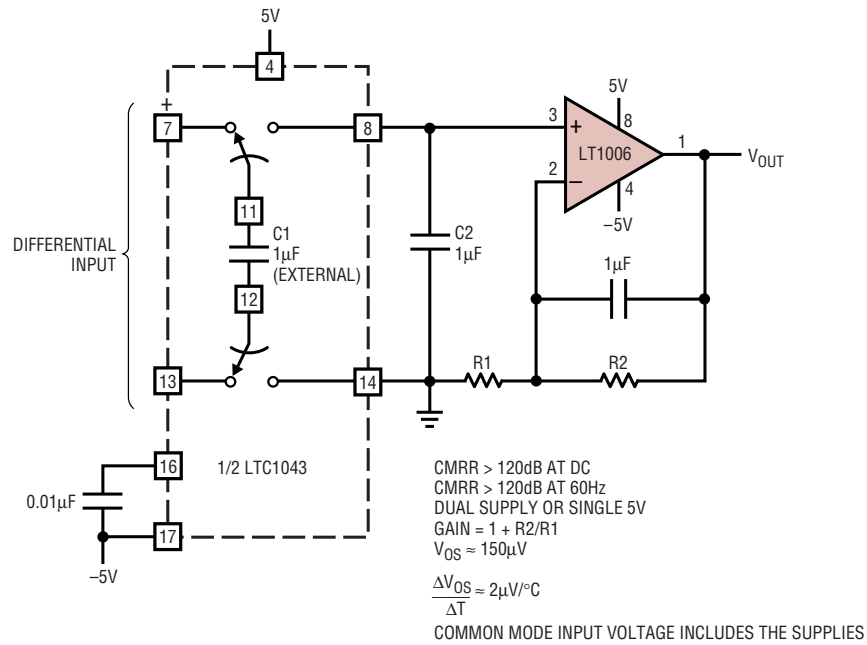 5V
4
+
7
8
11
C1
1µF
(EXTERNAL)
12
DIFFERENTIAL
INPUT
13
14
16
1/2 LTC1043
0.01µF
17
–5V
C2
1µF
5V
3
+
8
LT1006
1
VOUT
2
–
4
–5V
1µF
R1
R2
CMRR > 120dB AT DC
CMRR > 120dB AT 60Hz
DUAL SUPPLY OR SINGLE 5V
GAIN = 1 + R2/R1
VOS ≈ 150µV
ΔVOS
ΔT
≈ 2µV/°C
COMMON MODE INPUT VOLTAGE INCLUDES THE SUPPLIES